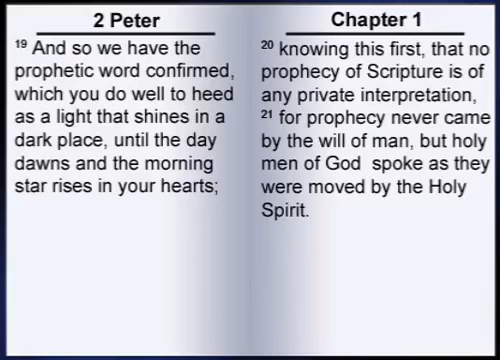 2 Peter
19 And so we have the
prophetic word confirmed,
which you do well to heed
as a light that shines in a
dark place, until the day
dawns and the morning
star rises in your hearts;
Chapter 1
20 knowing this first, that no
prophecy of Scripture is of
any private interpretation,
21 for prophecy never came
by the will of man, but holy
men of God  spoke as they
were moved by the Holy
Spirit.